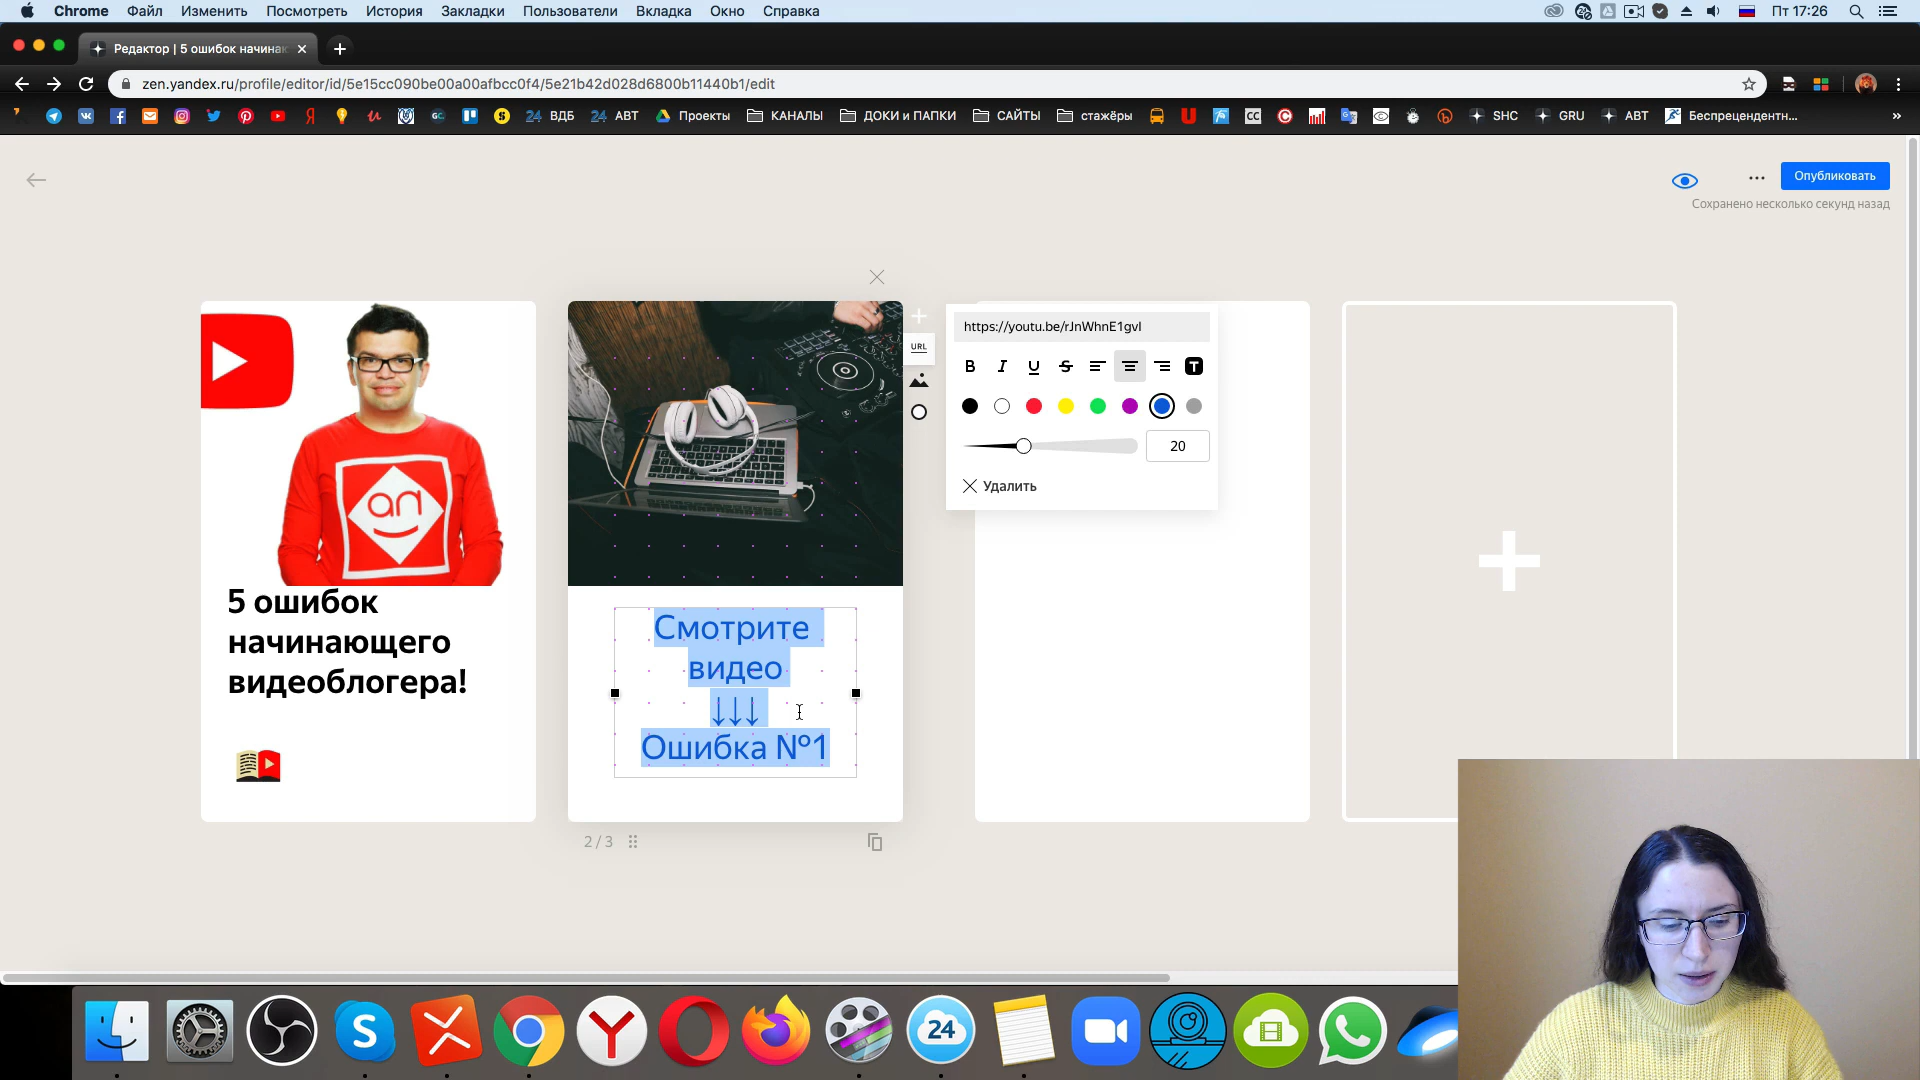 Chrome Файл Изменить Посмотреть История Закладки Пользователи Вкладка Окно Справка
Пт 17:26
Редактор | 5 ошибок начинаю
zen.yandex.ru/profile/editor/id/5e15cc090be00a00afbcc0f4/5e21b42d028d6800b11440b1/edit
24 ВДБ 24 АВТ Проекты КАНАЛЫ ДОКИ и ПАПКИ САЙТЫ стажёры SHC GRU АВТ Беспрецендентн...
Опубликовать
Сохранено несколько секунд назад
URL
https://youtu.be/rJnWhnE1gvI
B I U S T
20
Удалить
5 ошибок
начинающего
видеоблогера!
Смотрите
видео
↓↓↓
Ошибка №1
2 / 3
24